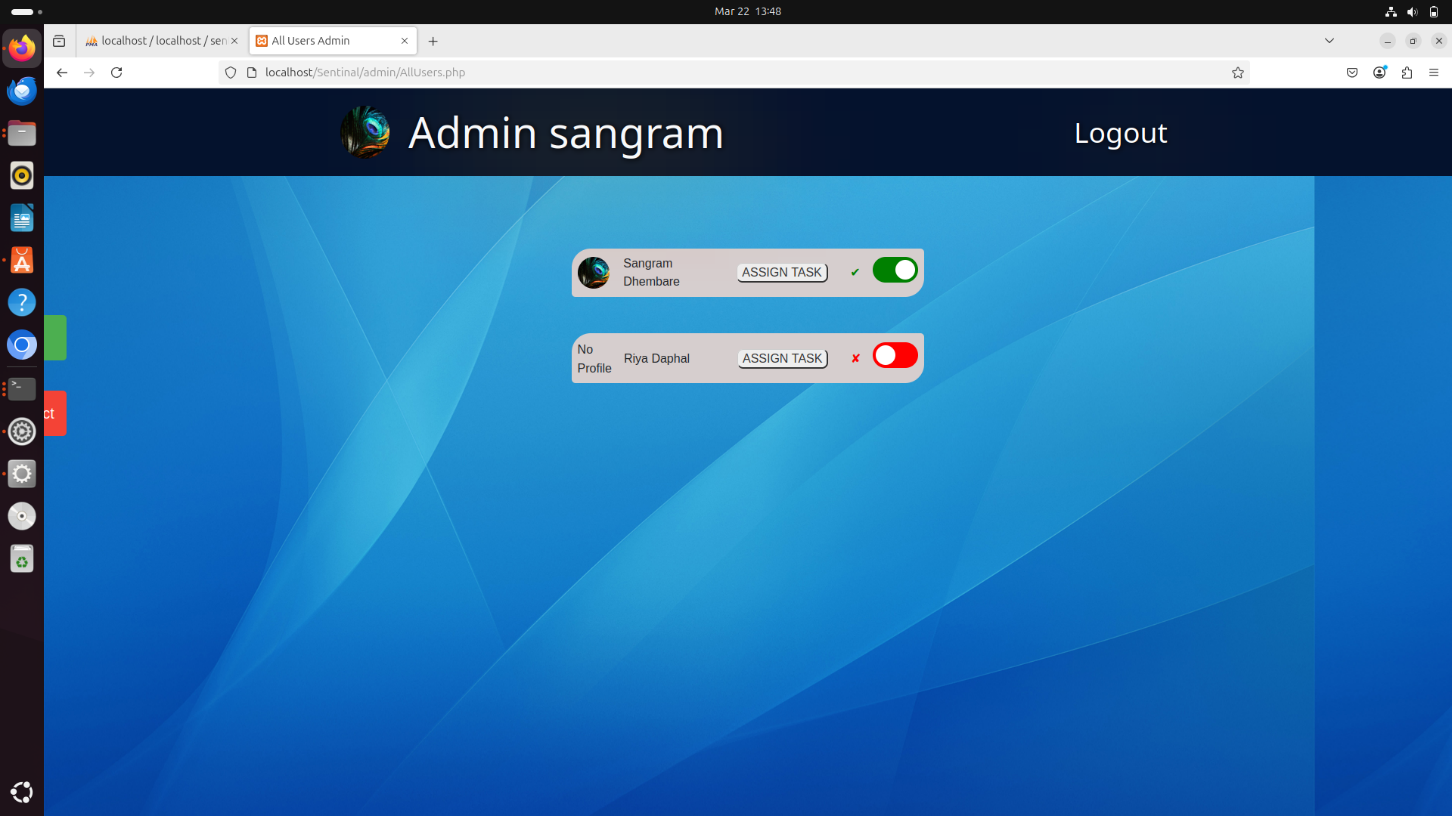 Mar 22 13:48
localhost / localhost / sen
All Users Admin
localhost/Sentinal/admin/AllUsers.php
Admin sangram
Logout
Sangram
Dhembare
ASSIGN TASK
✔
No
Profile
Riya Daphal
ASSIGN TASK
✘
ct